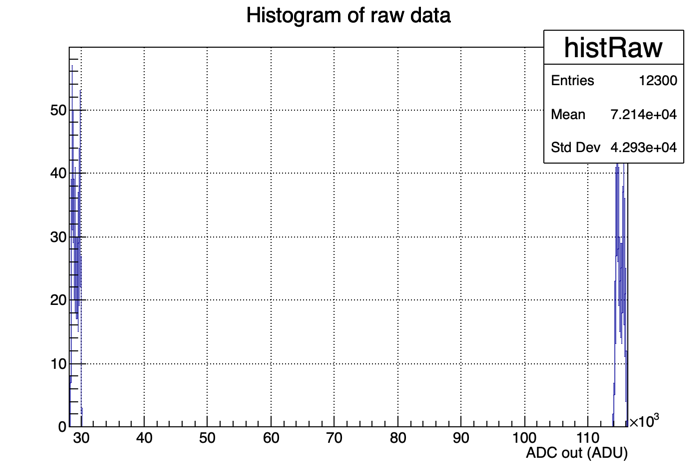 Histogram of raw data
histRaw
Entries 12300
Mean 7.214e+04
Std Dev 4.293e+04
50
40
30
20
10
0
30 40 50 60 70 80 90 100 110
×10³
ADC out (ADU)